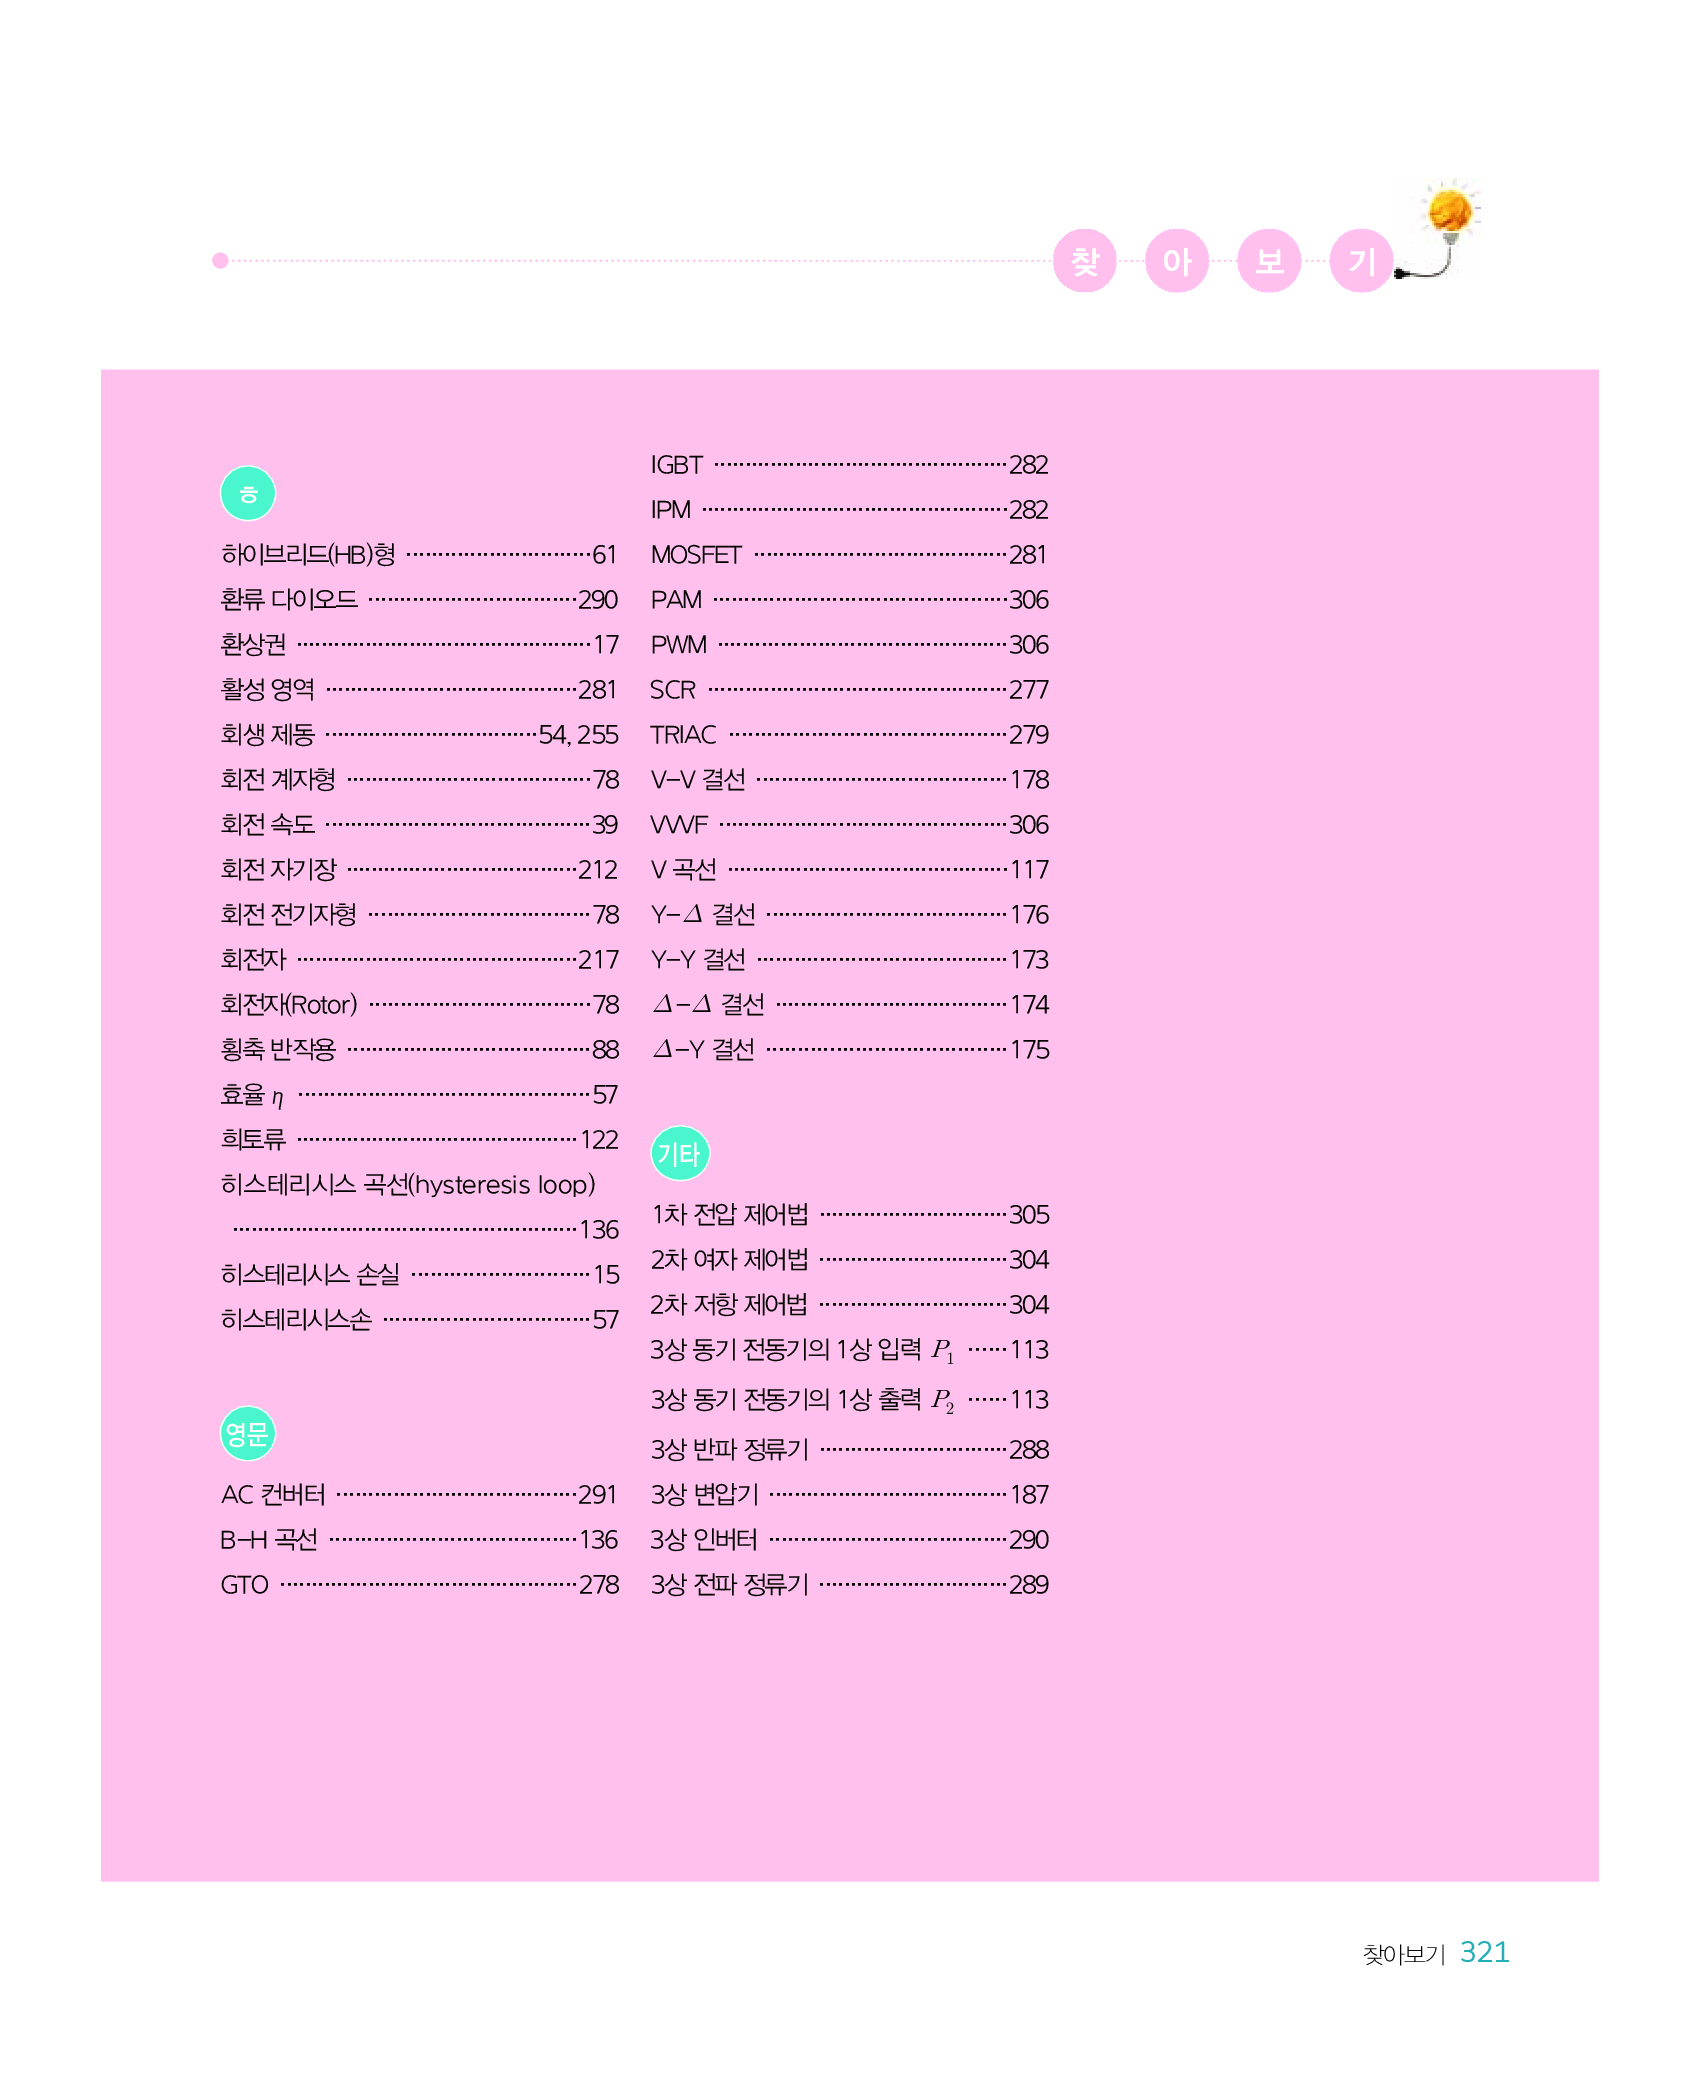 찾아보기
ㅎ
하이브리드(HB)형 ························ 61
환류 다이오드 ························ 290
환상권 ························ 17
활성 영역 ························ 281
회생 제동 ························ 54, 255
회전 계자형 ························ 78
회전 속도 ························ 39
회전 자기장 ························ 212
회전 전기자형 ························ 78
회전자 ························ 217
회전자(Rotor) ························ 78
횡축 반작용 ························ 88
효율 η ························ 57
희토류 ························ 122
히스테리시스 곡선(hysteresis loop)
························ 136
히스테리시스 손실 ························ 15
히스테리시스손 ························ 57
영문
AC 컨버터 ························ 291
B-H 곡선 ························ 136
GTO ························ 278
IGBT ························ 282
IPM ························ 282
MOSFET ························ 281
PAM ························ 306
PWM ························ 306
SCR ························ 277
TRIAC ························ 279
V-V 결선 ························ 178
VVVF ························ 306
V 곡선 ························ 117
Y-Δ 결선 ························ 176
Y-Y 결선 ························ 173
Δ-Δ 결선 ························ 174
Δ-Y 결선 ························ 175
기타
1차 전압 제어법 ························ 305
2차 여자 제어법 ························ 304
2차 저항 제어법 ························ 304
3상 동기 전동기의 1상 입력 P₁ ······ 113
3상 동기 전동기의 1상 출력 P₂ ······ 113
3상 반파 정류기 ························ 288
3상 변압기 ························ 187
3상 인버터 ························ 290
3상 전파 정류기 ························ 289
찾아보기 321